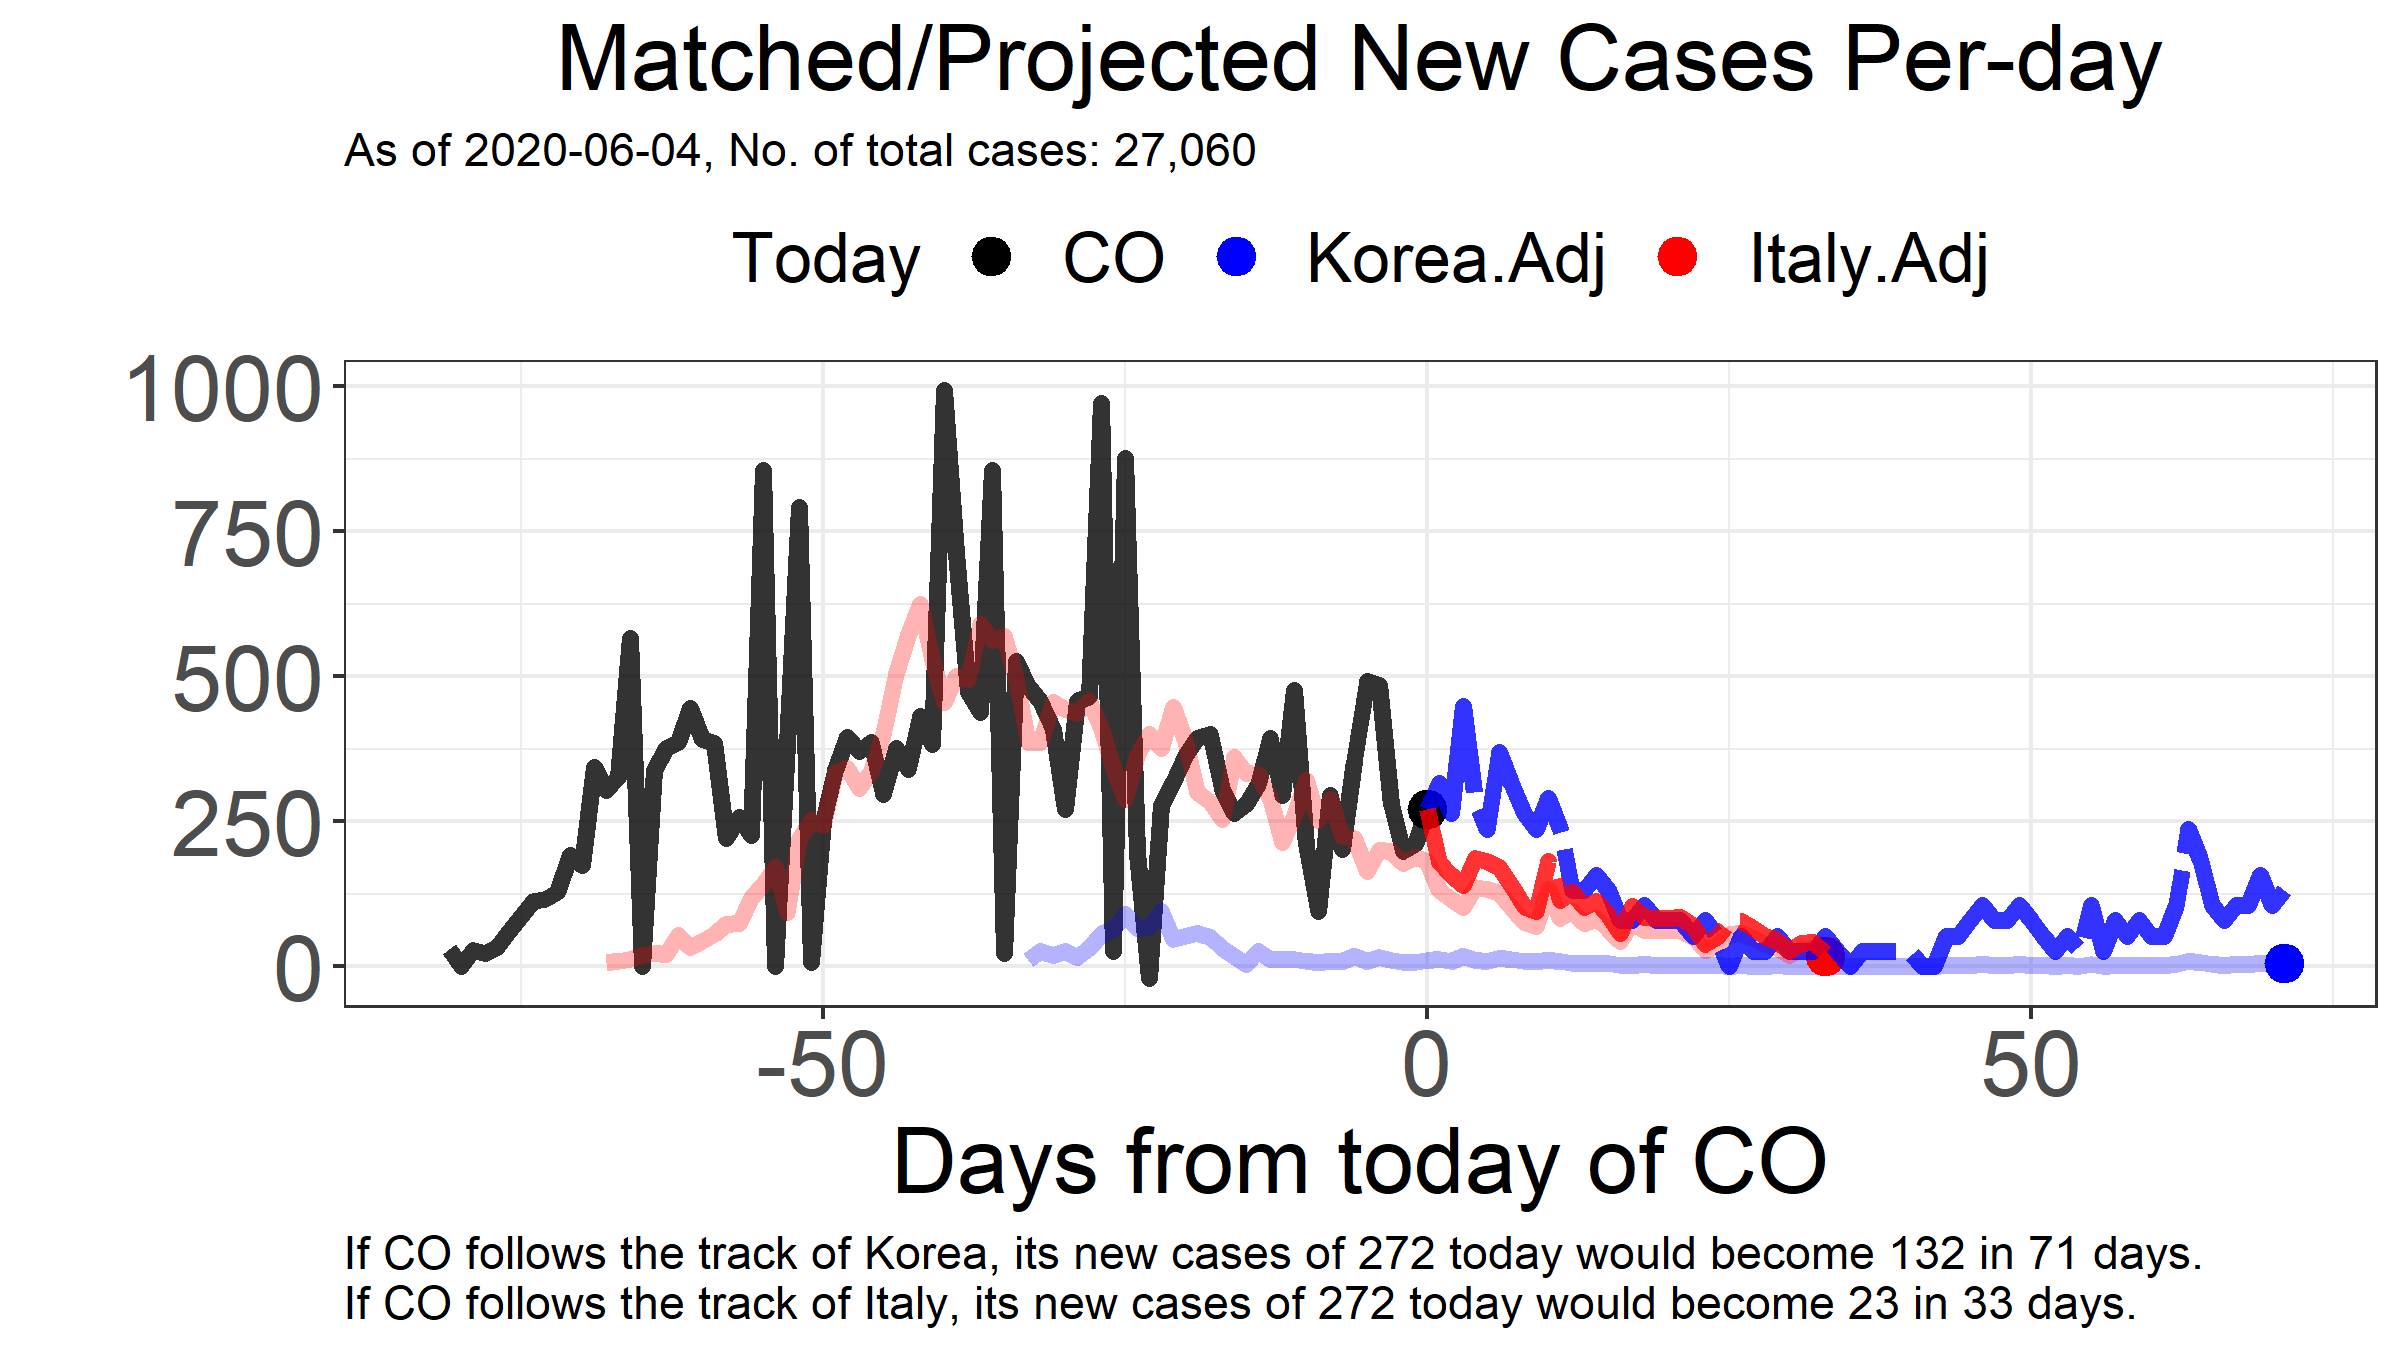 Matched/Projected New Cases Per-day
As of 2020-06-04, No. of total cases: 27,060
Today CO Korea.Adj Italy.Adj
1000
750
500
250
0
-50 0 50
Days from today of CO
If CO follows the track of Korea, its new cases of 272 today would become 132 in 71 days.
If CO follows the track of Italy, its new cases of 272 today would become 23 in 33 days.